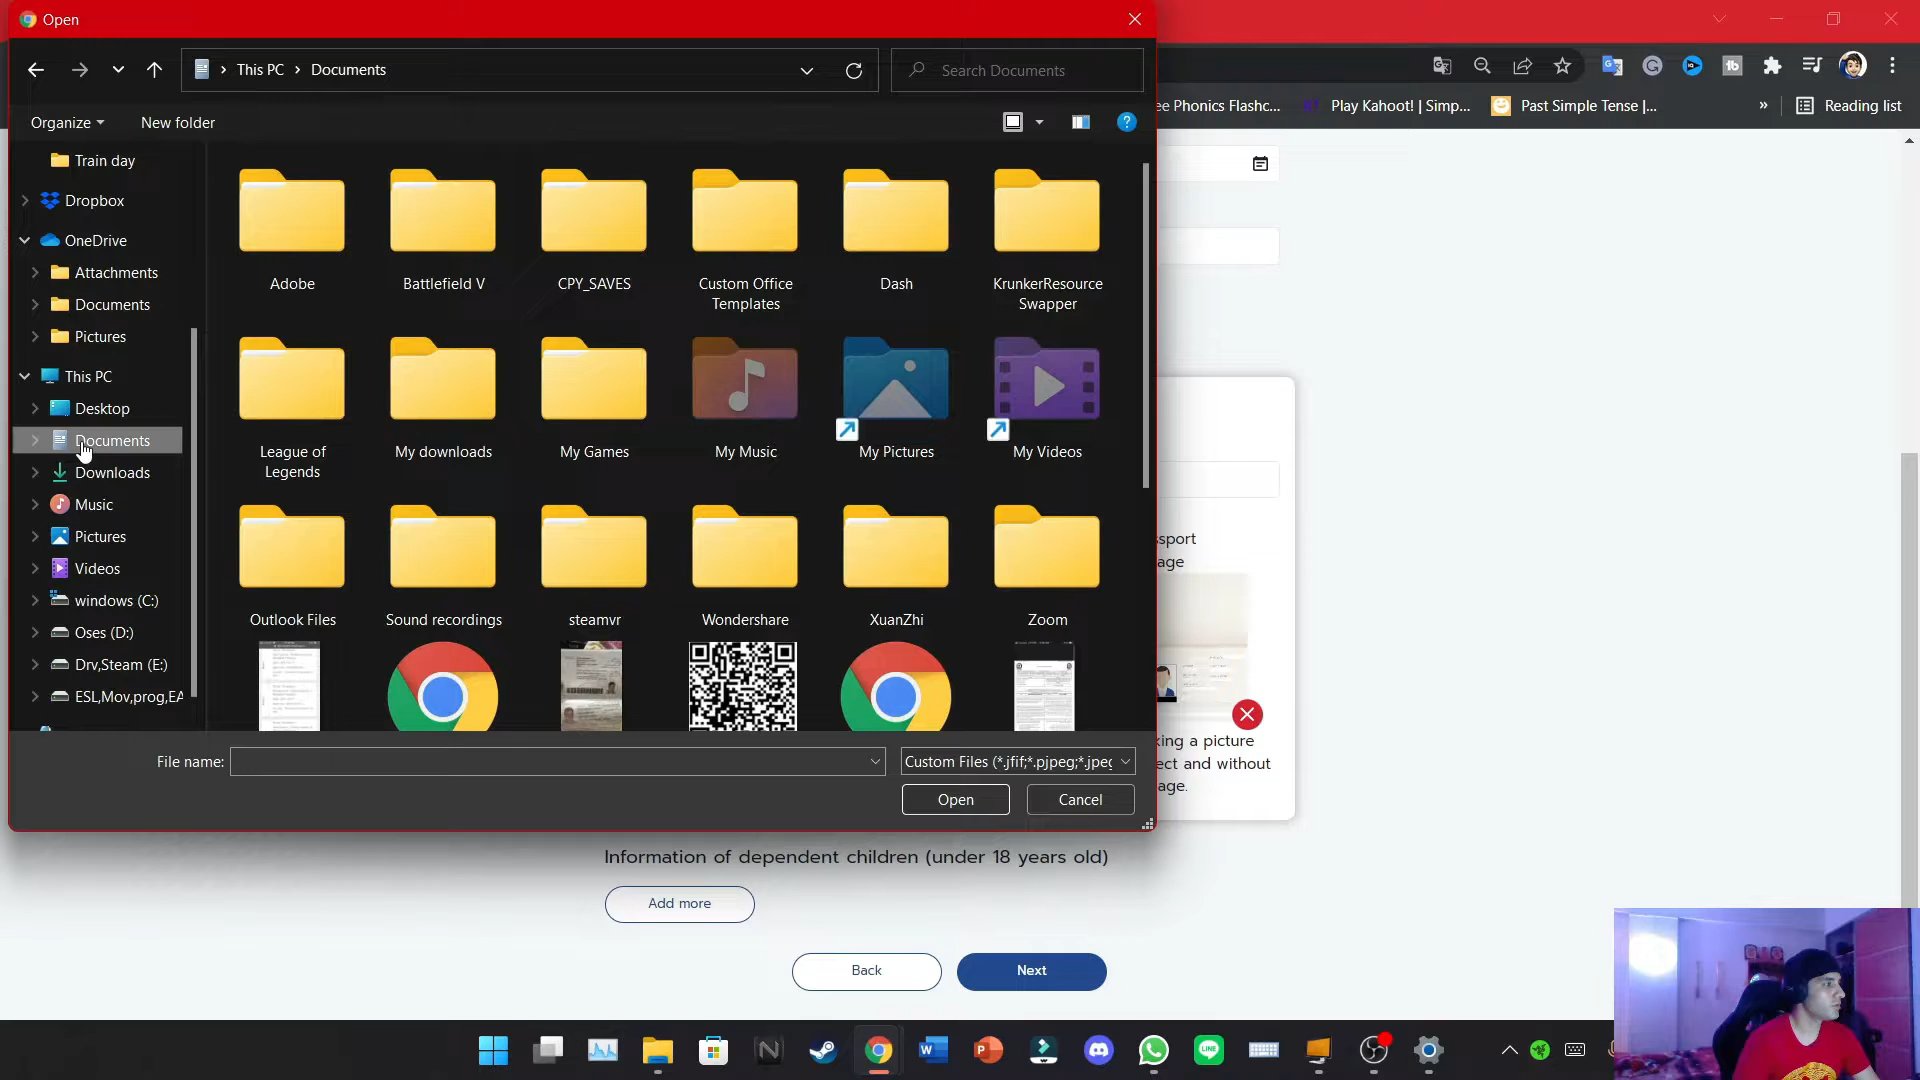 Open
This PC
Documents
Search Documents
ee Phonics Flashc...
Play Kahoot! | Simp...
Past Simple Tense |...
»
Reading list
Organize
New folder
Train day
Dropbox
OneDrive
Attachments
Documents
Pictures
This PC
Desktop
Documents
Downloads
Music
Pictures
Videos
windows (C:)
Oses (D:)
Drv,Steam (E:)
ESL,Mov,prog,EA
Adobe
Battlefield V
CPY_SAVES
Custom Office
Templates
Dash
KrunkerResource
Swapper
League of
Legends
My downloads
My Games
My Music
My Pictures
My Videos
Outlook Files
Sound recordings
steamvr
Wondershare
XuanZhi
Zoom
File name:
Custom Files (*.jfif;*.pjpeg;*.jpeg
Open
Cancel
ssport
age
king a picture
ect and without
age.
Information of dependent children (under 18 years old)
Add more
Back
Next